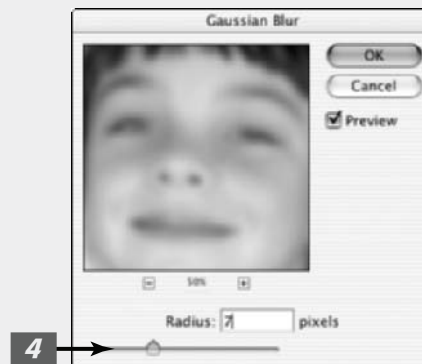 Gaussian Blur
OK
Cancel
Preview
50%
Radius: 7 pixels
4